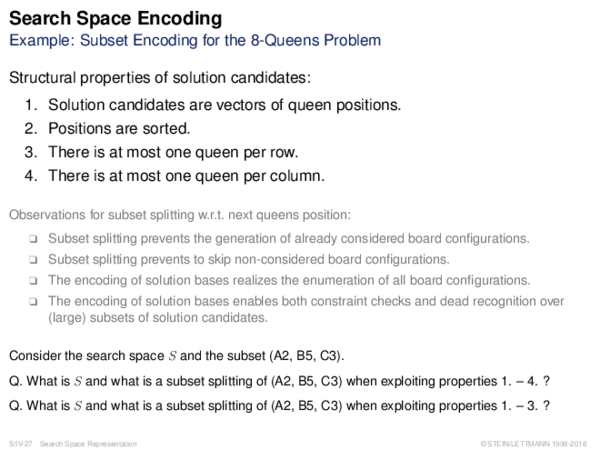 Search Space Encoding
Example: Subset Encoding for the 8-Queens Problem
Structural properties of solution candidates:
1. Solution candidates are vectors of queen positions.
2. Positions are sorted.
3. There is at most one queen per row.
4. There is at most one queen per column.
Observations for subset splitting w.r.t. next queens position:
❑ Subset splitting prevents the generation of already considered board configurations.
❑ Subset splitting prevents to skip non-considered board configurations.
❑ The encoding of solution bases realizes the enumeration of all board configurations.
❑ The encoding of solution bases enables both constraint checks and dead recognition over
(large) subsets of solution candidates.
Consider the search space S and the subset (A2, B5, C3).
Q. What is S and what is a subset splitting of (A2, B5, C3) when exploiting properties 1. – 4. ?
Q. What is S and what is a subset splitting of (A2, B5, C3) when exploiting properties 1. – 3. ?
S:IV-27 Search Space Representation © STEIN/LETTMANN 1998-2018